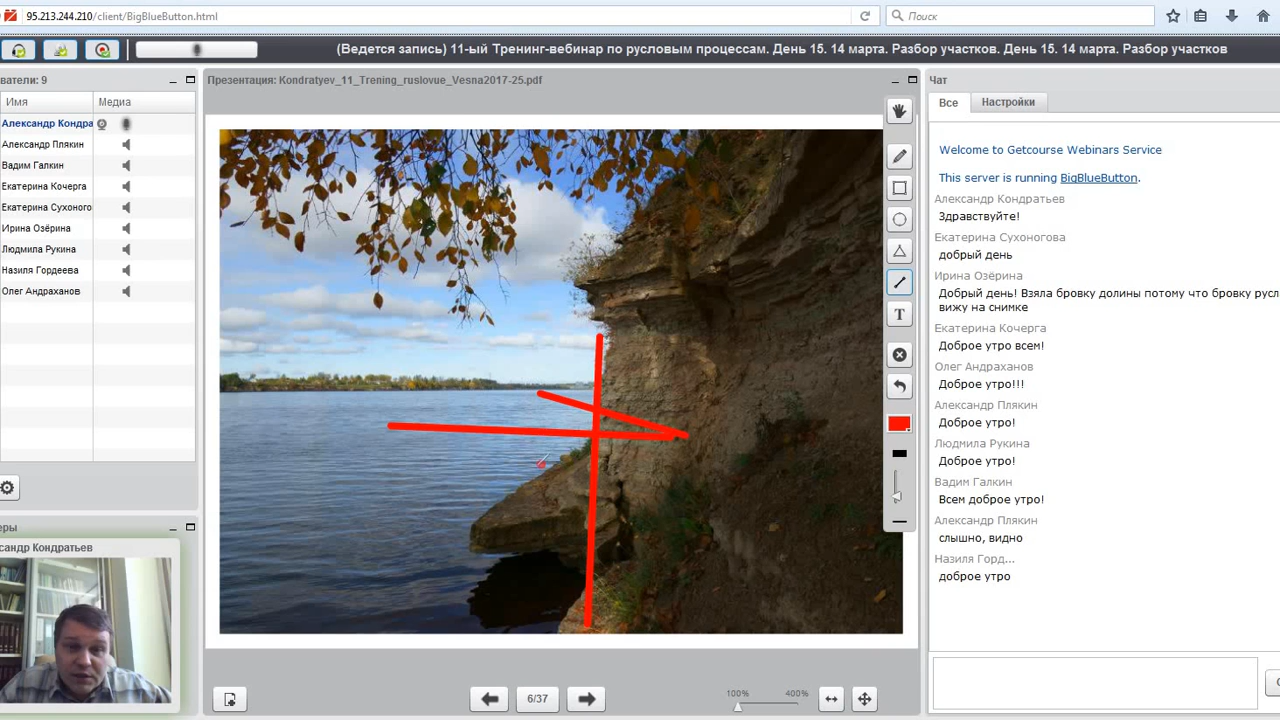 95.213.244.210/client/BigBlueButton.html
Поиск
(Ведется запись) 11-ый Тренинг-вебинар по русловым процессам. День 15. 14 марта. Разбор участков. День 15. 14 марта. Разбор участков
ватели: 9
Имя Медиа
Александр Кондра
Александр Плякин
Вадим Галкин
Екатерина Кочерга
Екатерина Сухоного
Ирина Озёрина
Людмила Рукина
Назиля Гордеева
Олег Андраханов
еры
сандр Кондратьев
Презентация: Kondratyev_11_Trening_ruslovue_Vesna2017-25.pdf
T
6/37
100% 400%
Чат
Все Настройки
Welcome to Getcourse Webinars Service
This server is running BigBlueButton.
Александр Кондратьев
Здравствуйте!
Екатерина Сухоногова
добрый день
Ирина Озёрина
Добрый день! Взяла бровку долины потому что бровку русл
вижу на снимке
Екатерина Кочерга
Доброе утро всем!
Олег Андраханов
Доброе утро!!!
Александр Плякин
Доброе утро!
Людмила Рукина
Доброе утро!
Вадим Галкин
Всем доброе утро!
Александр Плякин
слышно, видно
Назиля Горд...
доброе утро